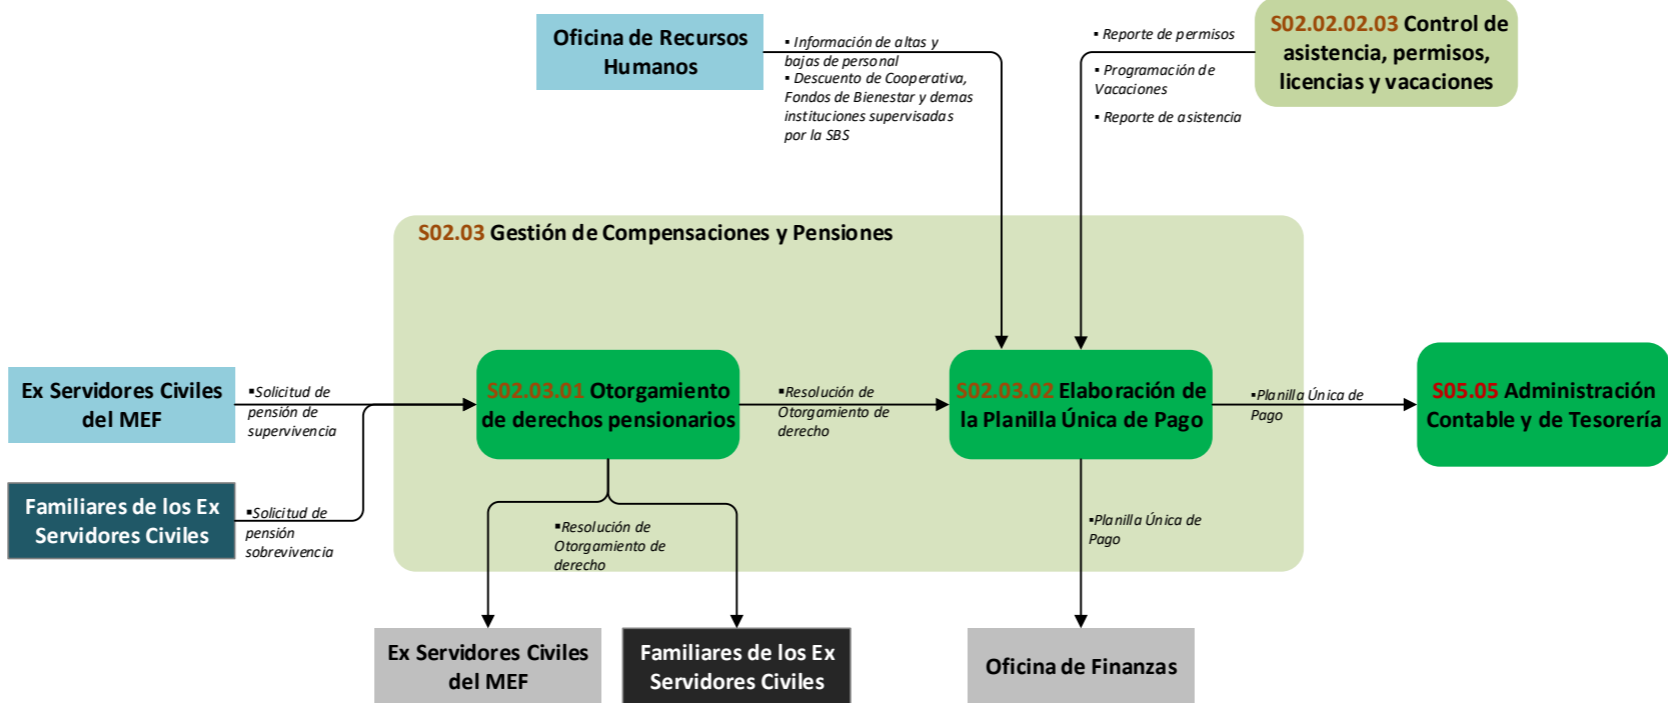 Oficina de Recursos
Humanos
▪ Información de altas y
bajas de personal
▪ Descuento de Cooperativa,
Fondos de Bienestar y demas
instituciones supervisadas
por la SBS
▪ Reporte de permisos
▪ Programación de
Vacaciones
▪ Reporte de asistencia
S02.02.02.03 Control de
asistencia, permisos,
licencias y vacaciones
S02.03 Gestión de Compensaciones y Pensiones
Ex Servidores Civiles
del MEF
▪Solicitud de
pensión de
supervivencia
S02.03.01 Otorgamiento
de derechos pensionarios
▪Resolución de
Otorgamiento de
derecho
S02.03.02 Elaboración de
la Planilla Única de Pago
▪Planilla Única de
Pago
S05.05 Administración
Contable y de Tesorería
Familiares de los Ex
Servidores Civiles
▪Solicitud de
pensión
sobrevivencia
▪Resolución de
Otorgamiento de
derecho
▪Planilla Única de
Pago
Ex Servidores Civiles
del MEF
Familiares de los Ex
Servidores Civiles
Oficina de Finanzas